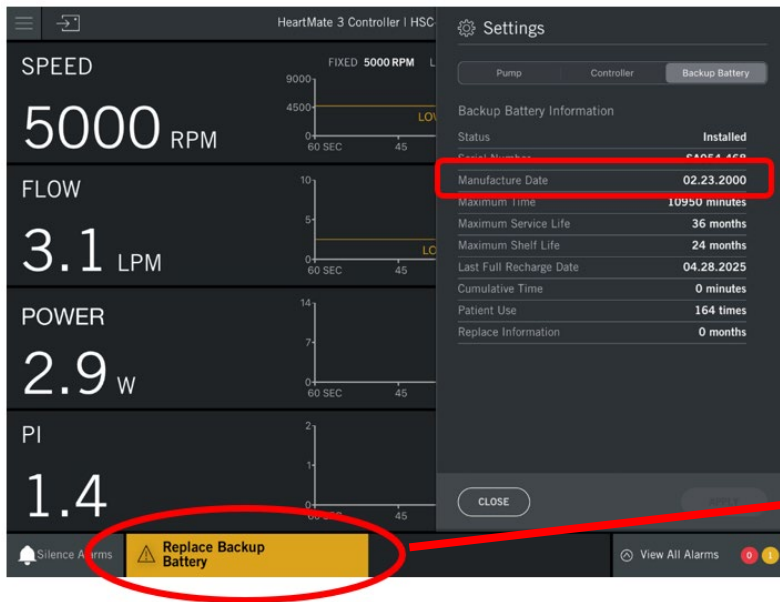 HeartMate 3 Controller | HSC-
SPEED
5000 RPM
FIXED 5000 RPM L
9000
4500
LOW
0
60 SEC 45
FLOW
3.1 LPM
10
5
LO
0
60 SEC 45
POWER
2.9 W
14
7
0
60 SEC 45
PI
1.4
2
1
0
45
Silence Alarms
Replace Backup
Battery
View All Alarms 0 1
Settings
Pump Controller Backup Battery
Backup Battery Information
Status Installed
Serial Number
Manufacture Date 02.23.2000
Maximum Time 10950 minutes
Maximum Service Life 36 months
Maximum Shelf Life 24 months
Last Full Recharge Date 04.28.2025
Cumulative Time 0 minutes
Patient Use 164 times
Replace Information 0 months
CLOSE
APPLY